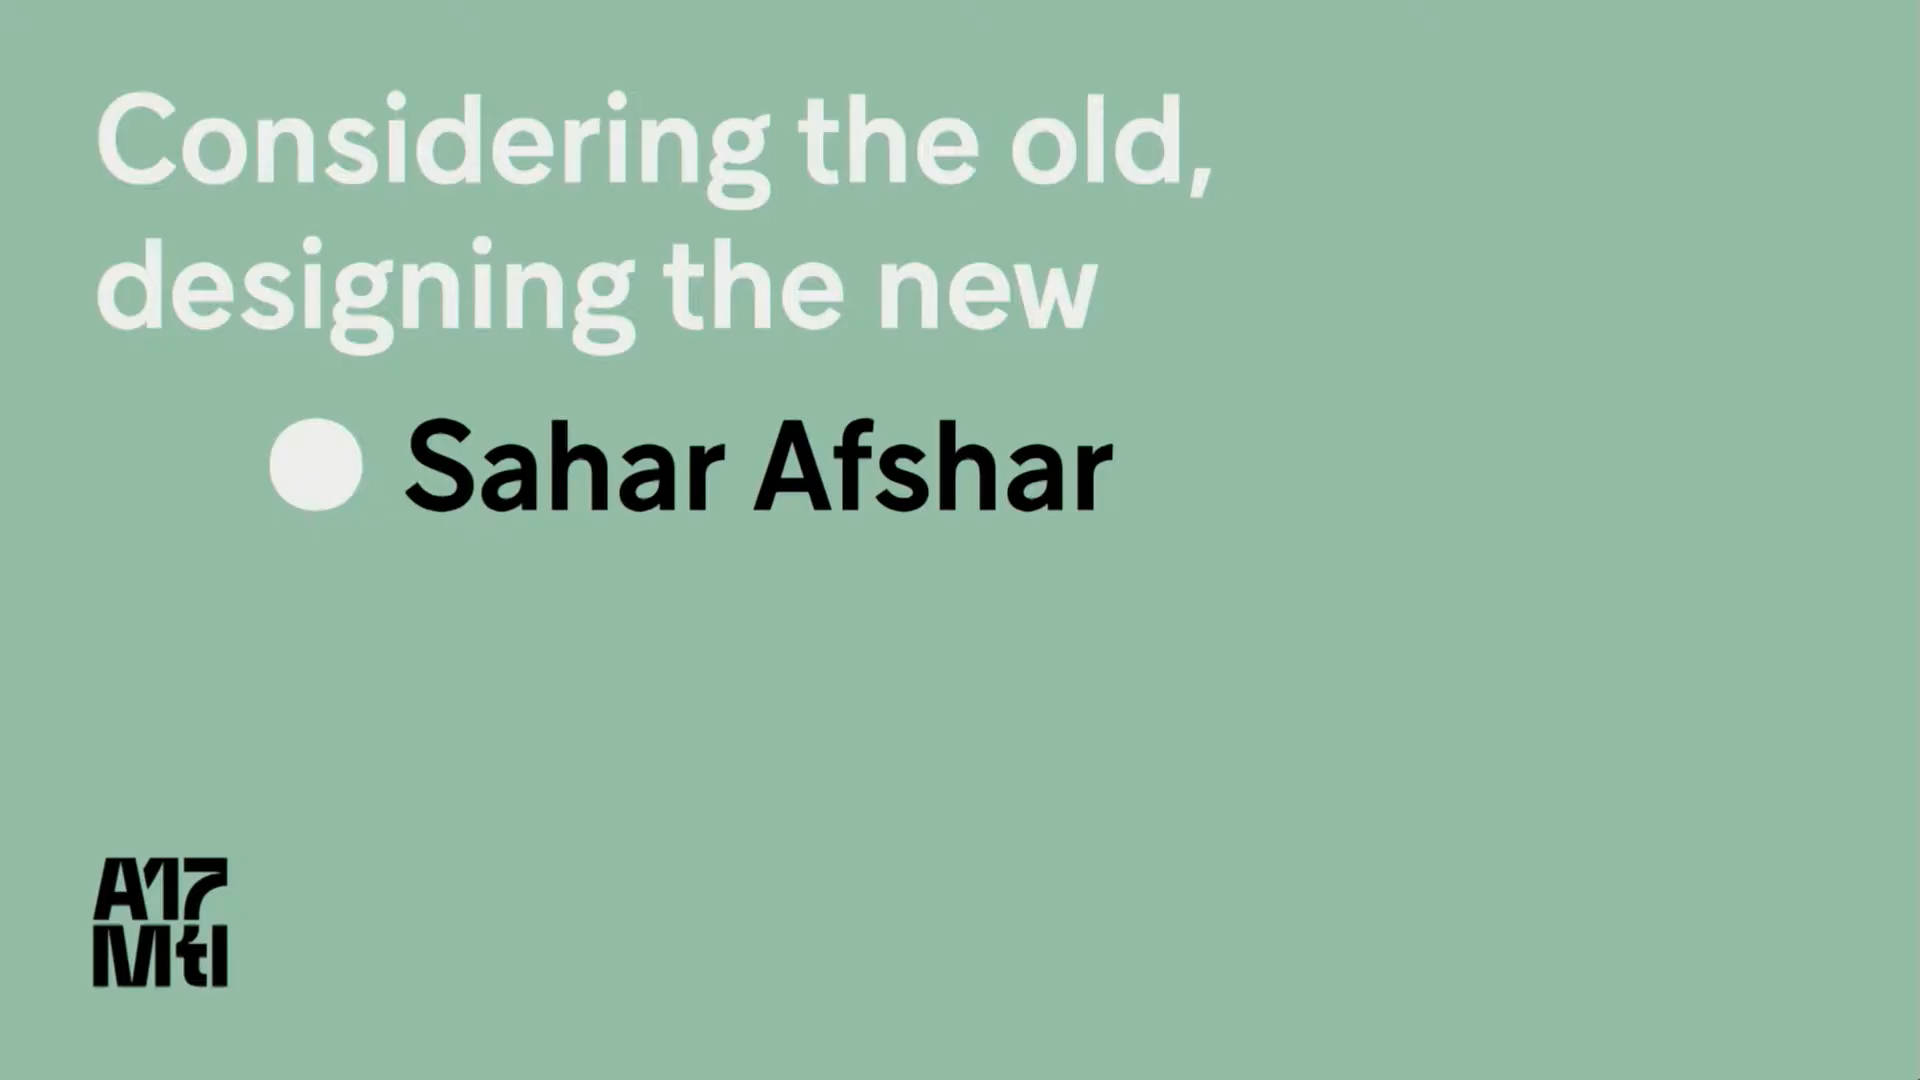 Considering the old,
designing the new
Sahar Afshar
A17
Mtl